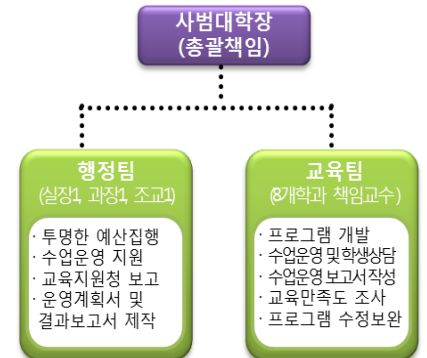 사범대학장
(총괄책임)
행정팀
(실장1, 과장1, 조교1)
· 투명한 예산집행
· 수업운영 지원
· 교육지원청 보고
· 운영계획서 및
결과보고서 제작
교육팀
(8개학과 책임교수)
· 프로그램 개발
· 수업운영 및 학생상담
· 수업운영 보고서 작성
· 교육만족도 조사
· 프로그램 수정보완